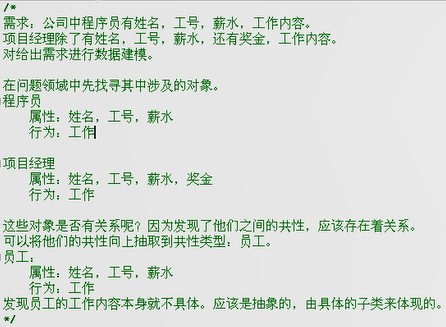 /*
需求：公司中程序员有姓名，工号，薪水，工作内容。
项目经理除了有姓名，工号，薪水，还有奖金，工作内容。
对给出需求进行数据建模。
在问题领域中先找寻其中涉及的对象。
程序员
属性：姓名，工号，薪水
行为：工作
项目经理
属性：姓名，工号，薪水，奖金
行为：工作
这些对象是否有关系呢？因为发现了他们之间的共性，应该存在着关系。
可以将他们的共性向上抽取到共性类型：员工。
员工：
属性：姓名，工号，薪水
行为：工作
发现员工的工作内容本身就不具体。应该是抽象的，由具体的子类来体现的。
*/